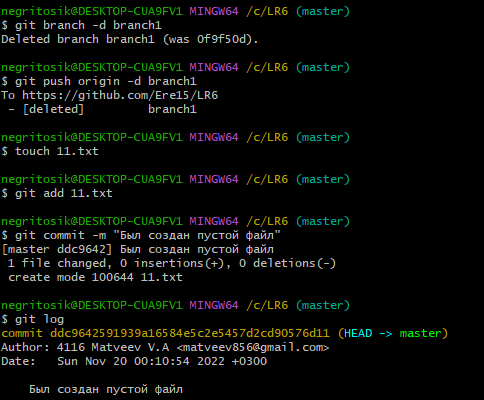 negritosik@DESKTOP-CUA9FV1 MINGW64 /c/LR6 (master)
$ git branch -d branch1
Deleted branch branch1 (was 0f9f50d).

negritosik@DESKTOP-CUA9FV1 MINGW64 /c/LR6 (master)
$ git push origin -d branch1
To https://github.com/Ere15/LR6
 - [deleted]         branch1

negritosik@DESKTOP-CUA9FV1 MINGW64 /c/LR6 (master)
$ touch 11.txt

negritosik@DESKTOP-CUA9FV1 MINGW64 /c/LR6 (master)
$ git add 11.txt

negritosik@DESKTOP-CUA9FV1 MINGW64 /c/LR6 (master)
$ git commit -m "Был создан пустой файл"
[master ddc9642] Был создан пустой файл
 1 file changed, 0 insertions(+), 0 deletions(-)
 create mode 100644 11.txt

negritosik@DESKTOP-CUA9FV1 MINGW64 /c/LR6 (master)
$ git log
commit ddc9642591939a16584e5c2e5457d2cd90576d11 (HEAD -> master)
Author: 4116 Matveev V.A <matveev856@gmail.com>
Date:   Sun Nov 20 00:10:54 2022 +0300

    Был создан пустой файл